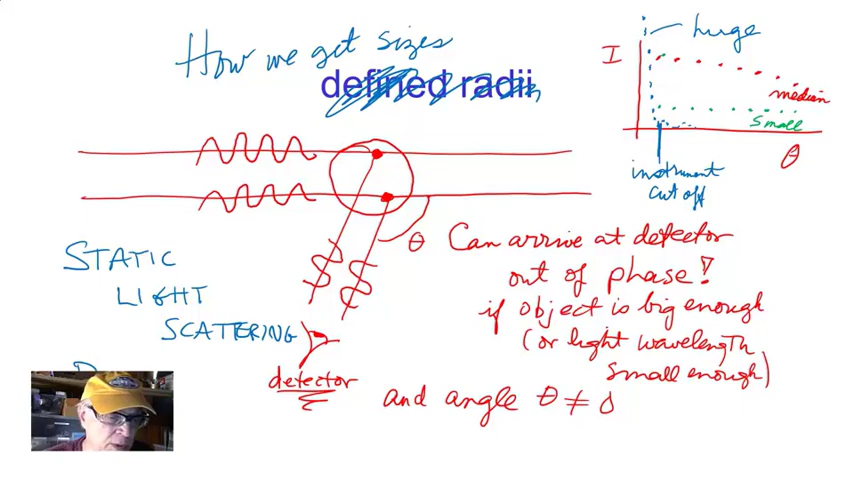 How we get sizes
defined radii,
I
huge
median
small
θ
instrument
cut off
θ
Can arrive at detector
out of phase!
if object is big enough
(or light wavelength
small enough)
and angle θ ≠ 0
STATIC
LIGHT
SCATTERING
detector